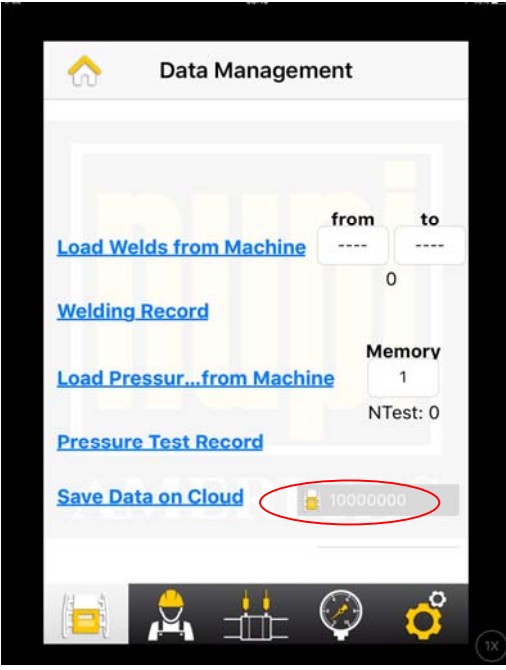 Data Management
from to
Load Welds from Machine ---- ----
0
Welding Record
Memory
Load Pressur...from Machine 1
NTest: 0
Pressure Test Record
Save Data on Cloud 10000000
nupi
1X